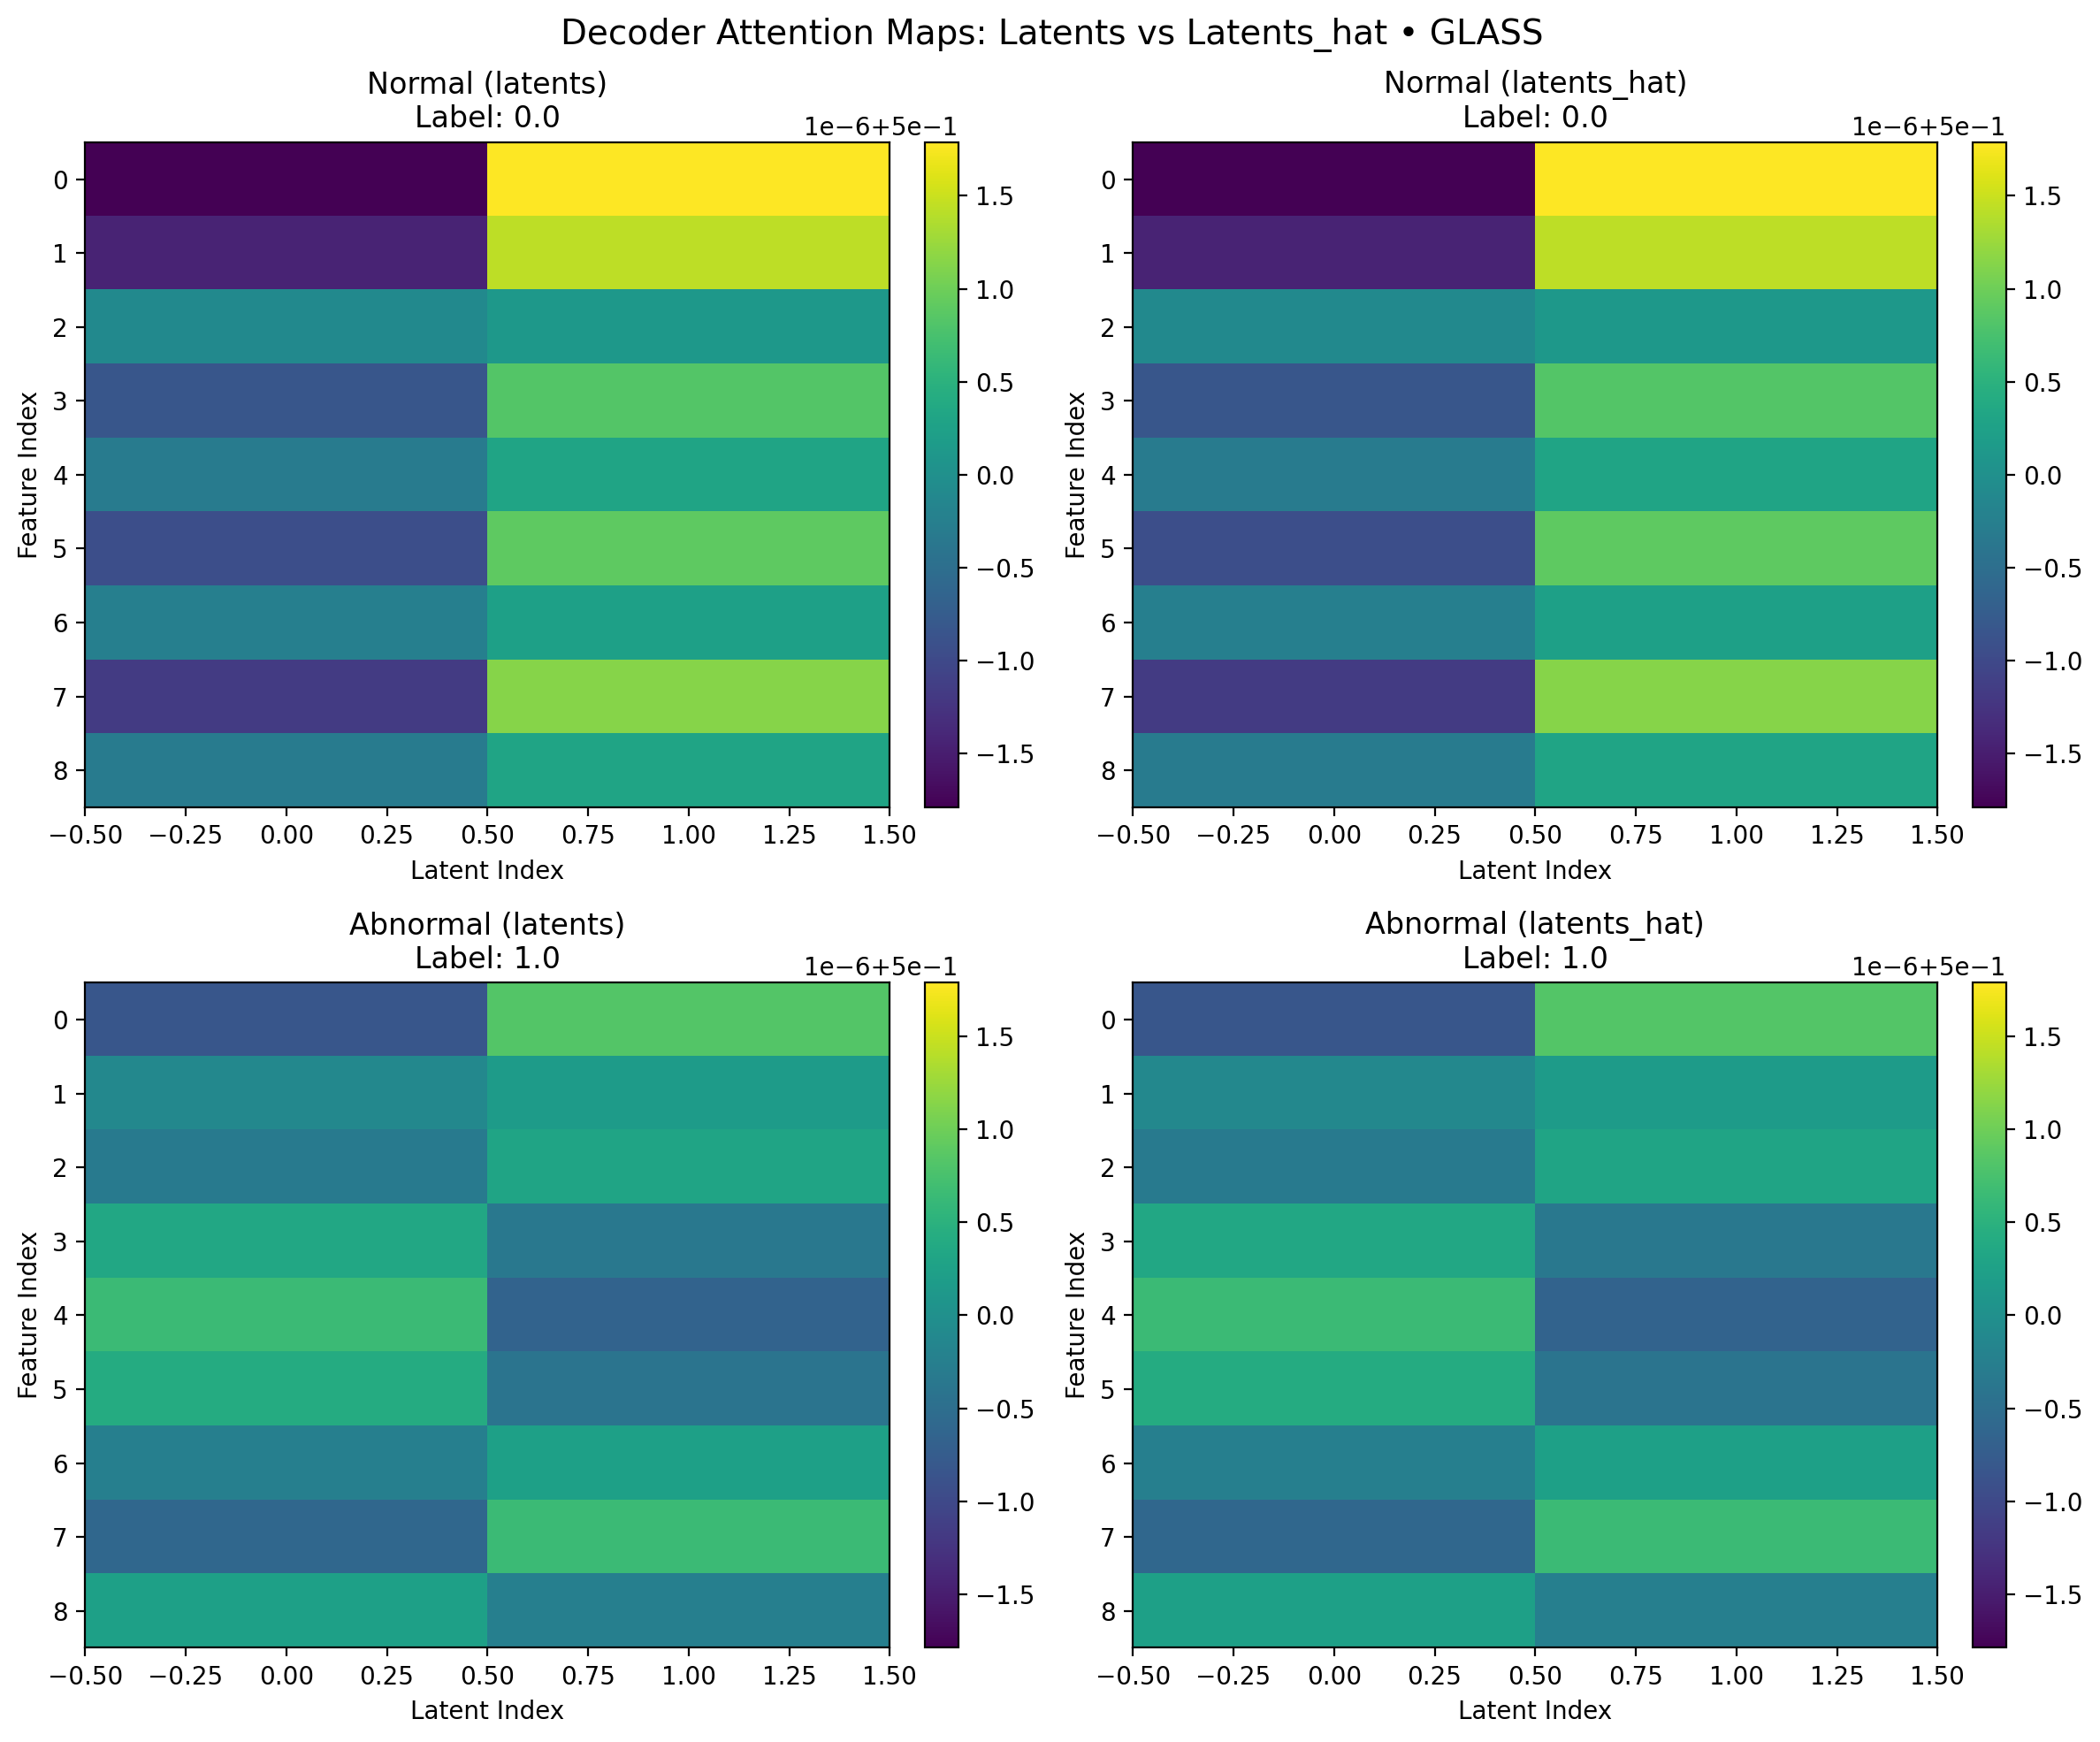 Decoder Attention Maps: Latents vs Latents_hat • GLASS
Normal (latents)
Label: 0.0
1e−6+5e−1
Feature Index
0
1
2
3
4
5
6
7
8
−0.50 −0.25 0.00 0.25 0.50 0.75 1.00 1.25 1.50
Latent Index
1.5
1.0
0.5
0.0
−0.5
−1.0
−1.5
Normal (latents_hat)
Label: 0.0
1e−6+5e−1
Feature Index
0
1
2
3
4
5
6
7
8
−0.50 −0.25 0.00 0.25 0.50 0.75 1.00 1.25 1.50
Latent Index
1.5
1.0
0.5
0.0
−0.5
−1.0
−1.5
Abnormal (latents)
Label: 1.0
1e−6+5e−1
Feature Index
0
1
2
3
4
5
6
7
8
−0.50 −0.25 0.00 0.25 0.50 0.75 1.00 1.25 1.50
Latent Index
1.5
1.0
0.5
0.0
−0.5
−1.0
−1.5
Abnormal (latents_hat)
Label: 1.0
1e−6+5e−1
Feature Index
0
1
2
3
4
5
6
7
8
−0.50 −0.25 0.00 0.25 0.50 0.75 1.00 1.25 1.50
Latent Index
1.5
1.0
0.5
0.0
−0.5
−1.0
−1.5